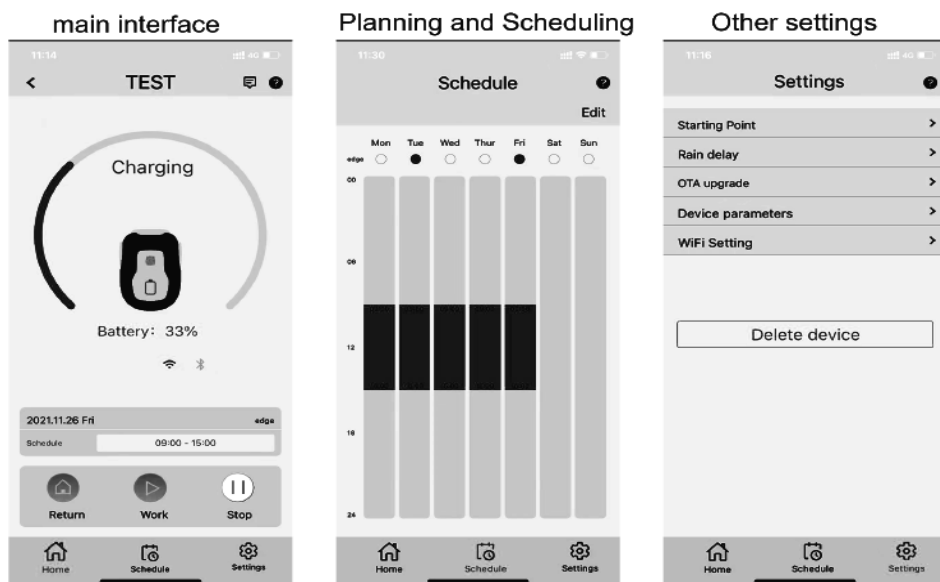 main interface
11:14
4G
TEST
Charging
Battery: 33%
2021.11.26 Fri edge
Schedule 09:00 - 15:00
Return Work Stop
Home Schedule Settings
Planning and Scheduling
11:30
Schedule
Edit
Mon Tue Wed Thur Fri Sat Sun
edge
00
12
18
24
Home Schedule Settings
Other settings
11:16
4G
Settings
Starting Point
Rain delay
OTA upgrade
Device parameters
WiFi Setting
Delete device
Home Schedule Settings